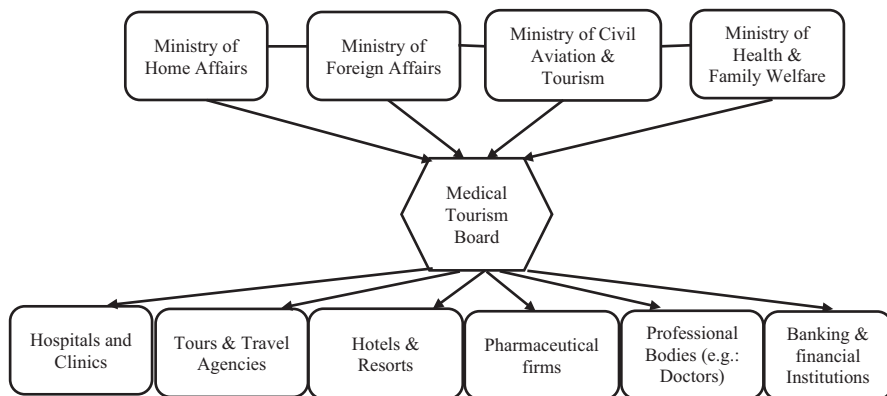 Ministry of
Home Affairs
Ministry of
Foreign Affairs
Ministry of Civil
Aviation &
Tourism
Ministry of
Health &
Family Welfare
Medical
Tourism
Board
Hospitals and
Clinics
Tours & Travel
Agencies
Hotels &
Resorts
Pharmaceutical
firms
Professional
Bodies (e.g.:
Doctors)
Banking &
financial
Institutions